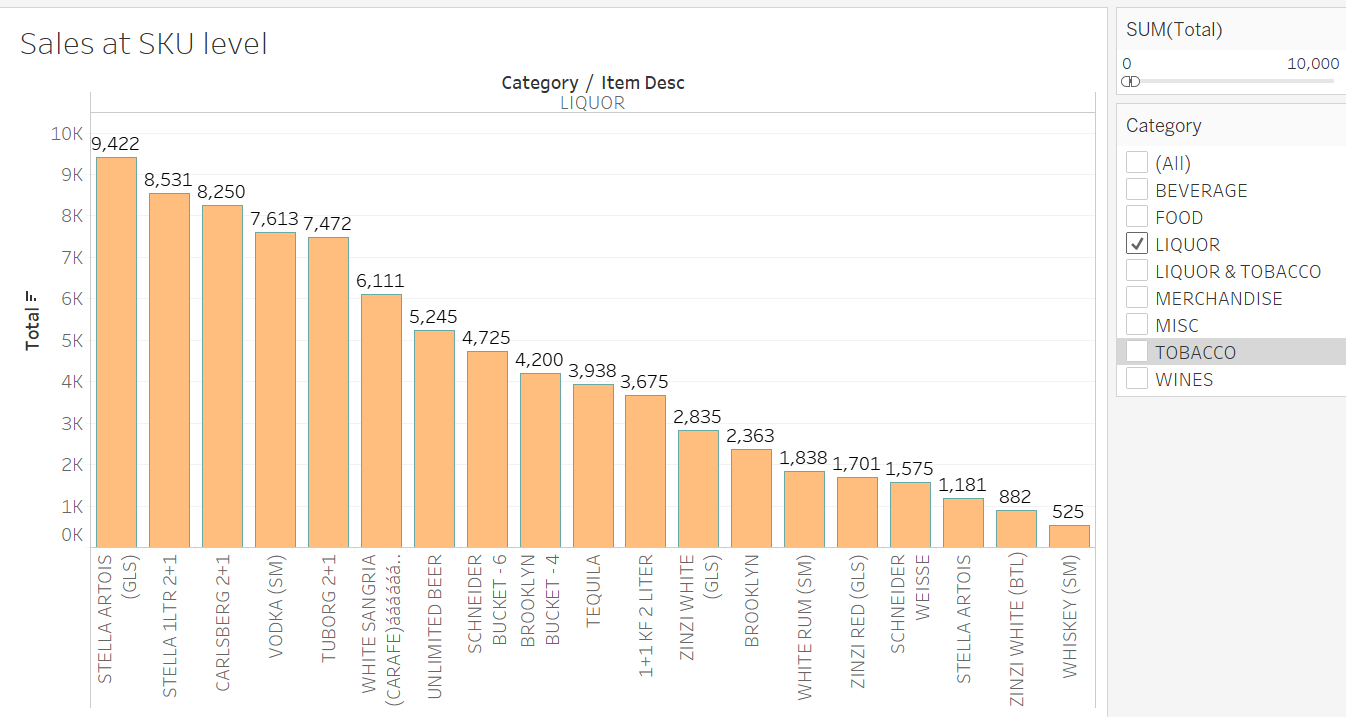 Sales at SKU level
Category / Item Desc
LIQUOR
Total
10K
9K
8K
7K
6K
5K
4K
3K
2K
1K
0K
9,422
8,531
8,250
7,613
7,472
6,111
5,245
4,725
4,200
3,938
3,675
2,835
2,363
1,838
1,701
1,575
1,181
882
525
STELLA ARTOIS
(GLS)
STELLA 1LTR 2+1
CARLSBERG 2+1
VODKA (SM)
TUBORG 2+1
WHITE SANGRIA
(CARAFE)áááááá..
UNLIMITED BEER
SCHNEIDER
BUCKET - 6
BROOKLYN
BUCKET - 4
TEQUILA
1+1 KF 2 LITER
ZINZI WHITE
(GLS)
BROOKLYN
WHITE RUM (SM)
ZINZI RED (GLS)
SCHNEIDER
WEISSE
STELLA ARTOIS
ZINZI WHITE (BTL)
WHISKEY (SM)
SUM(Total)
0 10,000
Category
(All)
BEVERAGE
FOOD
LIQUOR
LIQUOR & TOBACCO
MERCHANDISE
MISC
TOBACCO
WINES